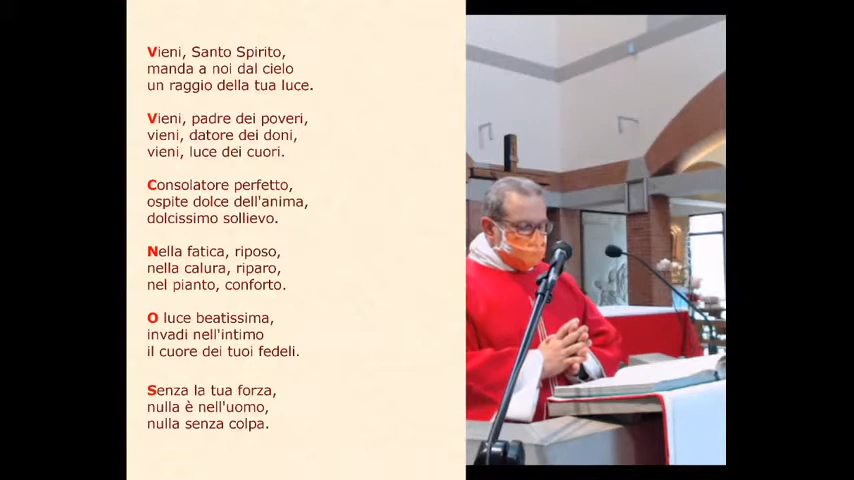 Vieni, Santo Spirito,
manda a noi dal cielo
un raggio della tua luce.
Vieni, padre dei poveri,
vieni, datore dei doni,
vieni, luce dei cuori.
Consolatore perfetto,
ospite dolce dell'anima,
dolcissimo sollievo.
Nella fatica, riposo,
nella calura, riparo,
nel pianto, conforto.
O luce beatissima,
invadi nell'intimo
il cuore dei tuoi fedeli.
Senza la tua forza,
nulla è nell'uomo,
nulla senza colpa.